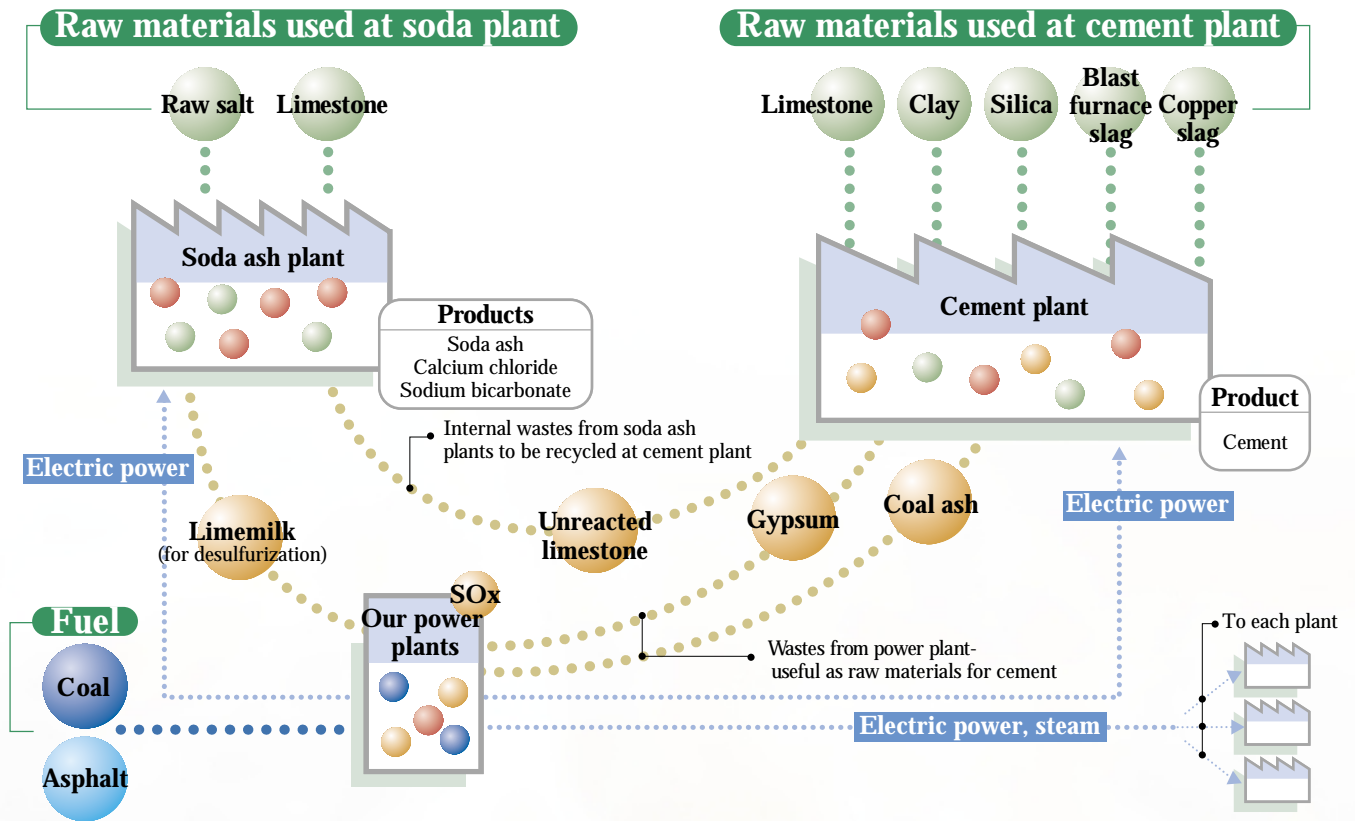 Raw materials used at soda plant
Raw salt
Limestone
Soda ash plant
Products
Soda ash
Calcium chloride
Sodium bicarbonate
Raw materials used at cement plant
Limestone
Clay
Silica
Blast
furnace
slag
Copper
slag
Cement plant
Product
Cement
Internal wastes from soda ash
plants to be recycled at cement plant
Electric power
Limemilk
(for desulfurization)
Unreacted
limestone
Gypsum
Coal ash
Electric power
SOx
Our power
plants
Wastes from power plant-
useful as raw materials for cement
Fuel
Coal
Asphalt
Electric power, steam
To each plant